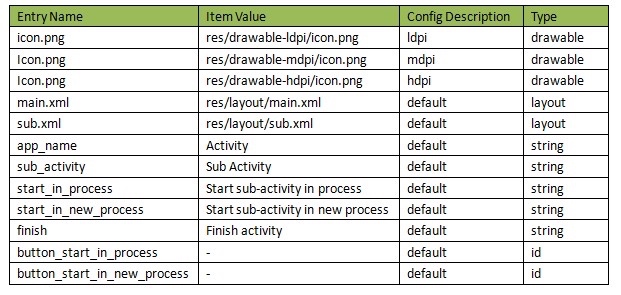 Entry Name Item Value Config Description Type
icon.png res/drawable-ldpi/icon.png ldpi drawable
Icon.png res/drawable-mdpi/icon.png mdpi drawable
Icon.png res/drawable-hdpi/icon.png hdpi drawable
main.xml res/layout/main.xml default layout
sub.xml res/layout/sub.xml default layout
app_name Activity default string
sub_activity Sub Activity default string
start_in_process Start sub-activity in process default string
start_in_new_process Start sub-activity in new process default string
finish Finish activity default string
button_start_in_process - default id
button_start_in_new_process - default id